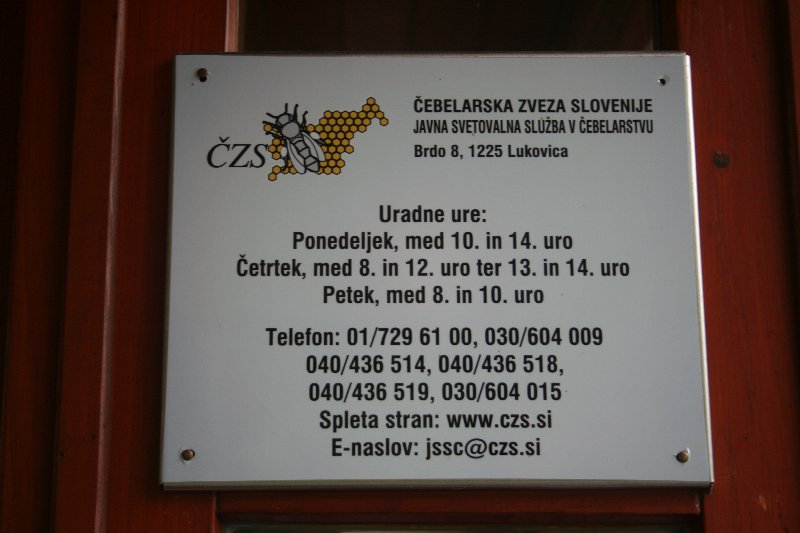 ČZS
ČEBELARSKA ZVEZA SLOVENIJE
JAVNA SVETOVALNA SLUŽBA V ČEBELARSTVU
Brdo 8, 1225 Lukovica
Uradne ure:
Ponedeljek, med 10. in 14. uro
Četrtek, med 8. in 12. uro ter 13. in 14. uro
Petek, med 8. in 10. uro
Telefon: 01/729 61 00, 030/604 009
040/436 514, 040/436 518,
040/436 519, 030/604 015
Spleta stran: www.czs.si
E-naslov: jssc@czs.si